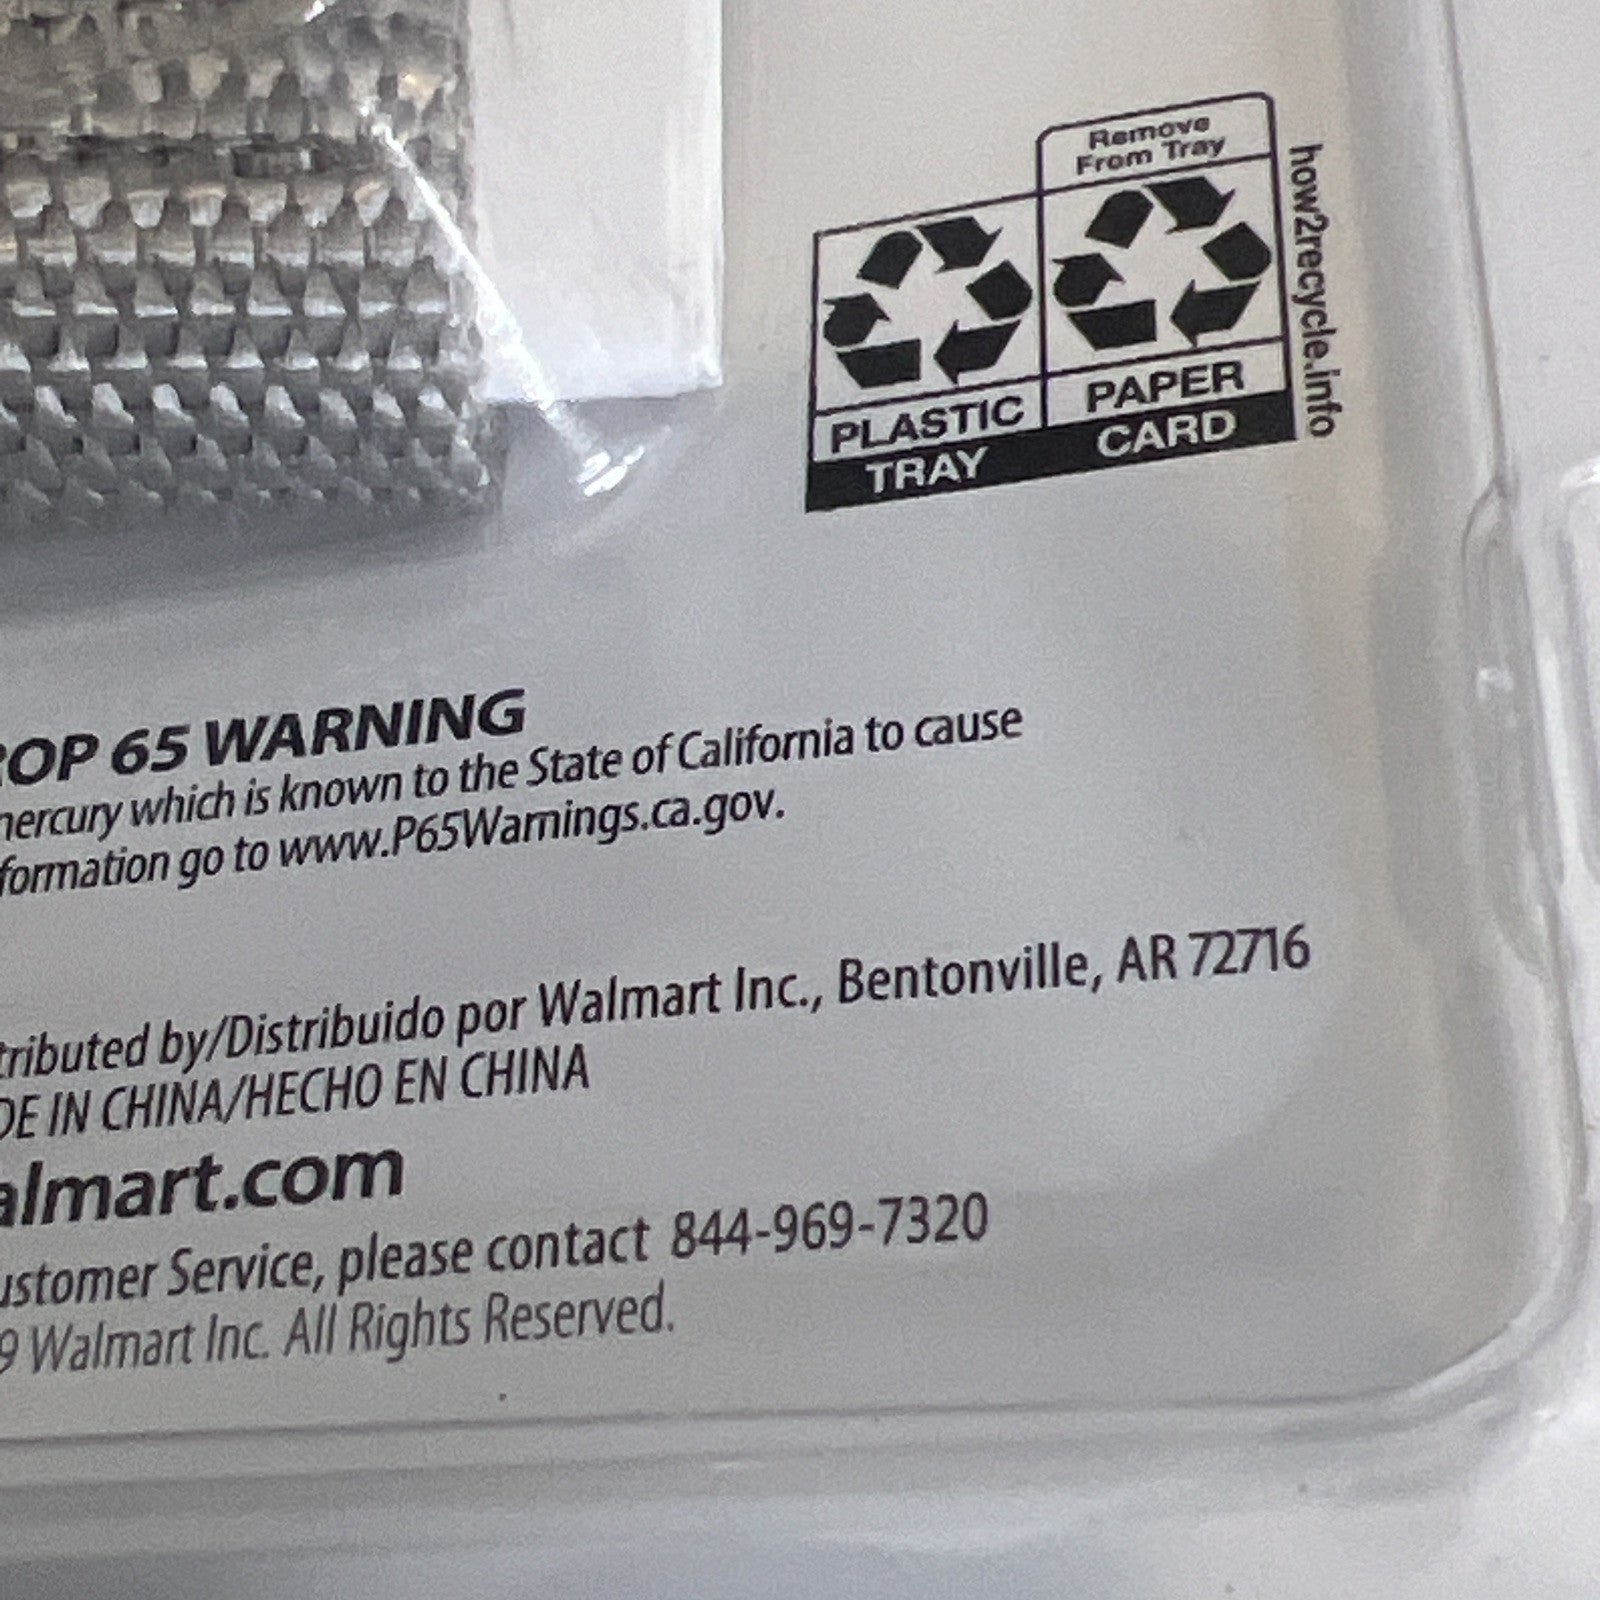 Remove
From Tray
PLASTIC
PAPER
TRAY
CARD
how2recycle.info
ROP 65 WARNING
mercury which is known to the State of California to cause
formation go to www.P65Warnings.ca.gov.
tributed by/Distribuido por Walmart Inc., Bentonville, AR 72716
DE IN CHINA/HECHO EN CHINA
almart.com
ustomer Service, please contact 844-969-7320
9 Walmart Inc. All Rights Reserved.